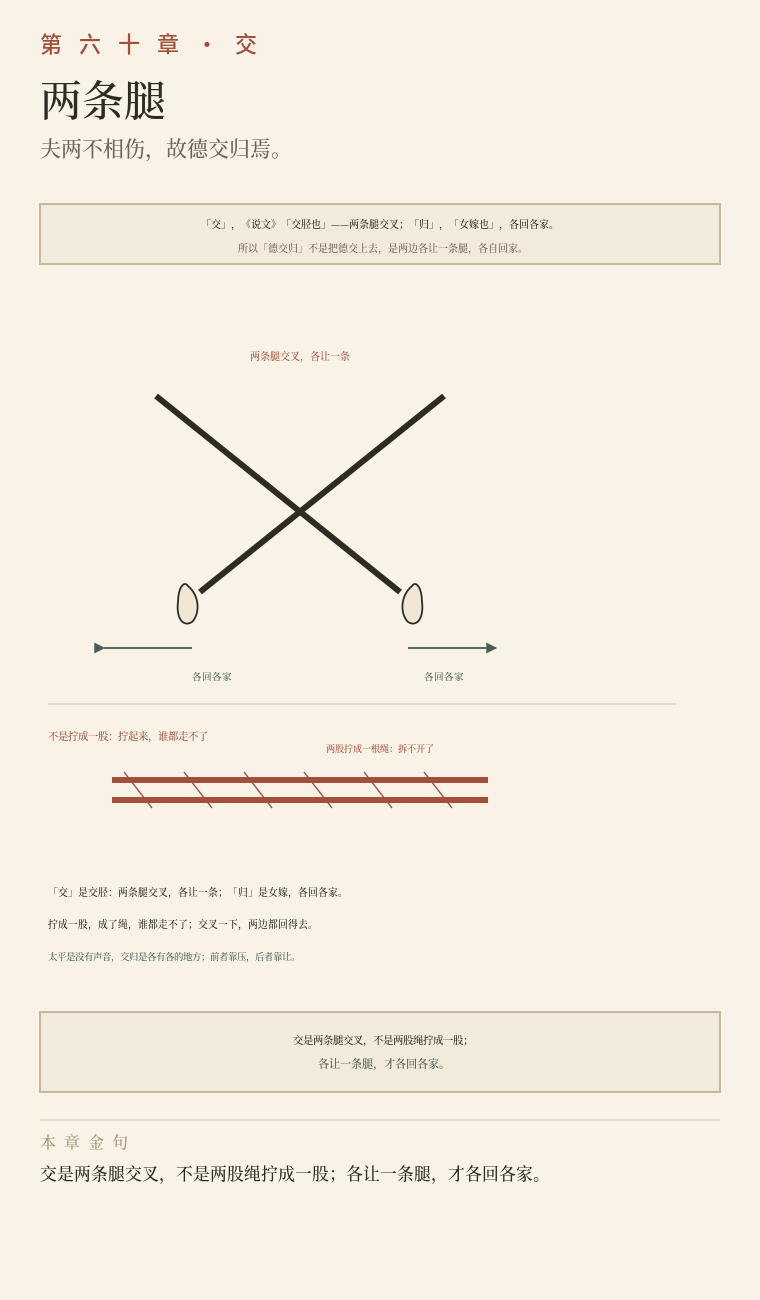 第六十章·交
两条腿
夫两不相伤，故德交归焉。
「交」，《说文》「交胫也」——两条腿交叉；「归」，「女嫁也」，各回各家。
所以「德交归」不是把德交上去，是两边各让一条腿，各自回家。
两条腿交叉，各让一条
各回各家
各回各家
不是拧成一股：拧起来，谁都走不了
两股拧成一根绳：拆不开了
「交」是交胫：两条腿交叉，各让一条；「归」是女嫁，各回各家。
拧成一股，成了绳，谁都走不了；交叉一下，两边都回得去。
太平是没有声音，交归是各有各的地方；前者靠压，后者靠让。
交是两条腿交叉，不是两股绳拧成一股；
各让一条腿，才各回各家。
本章金句
交是两条腿交叉，不是两股绳拧成一股；各让一条腿，才各回各家。